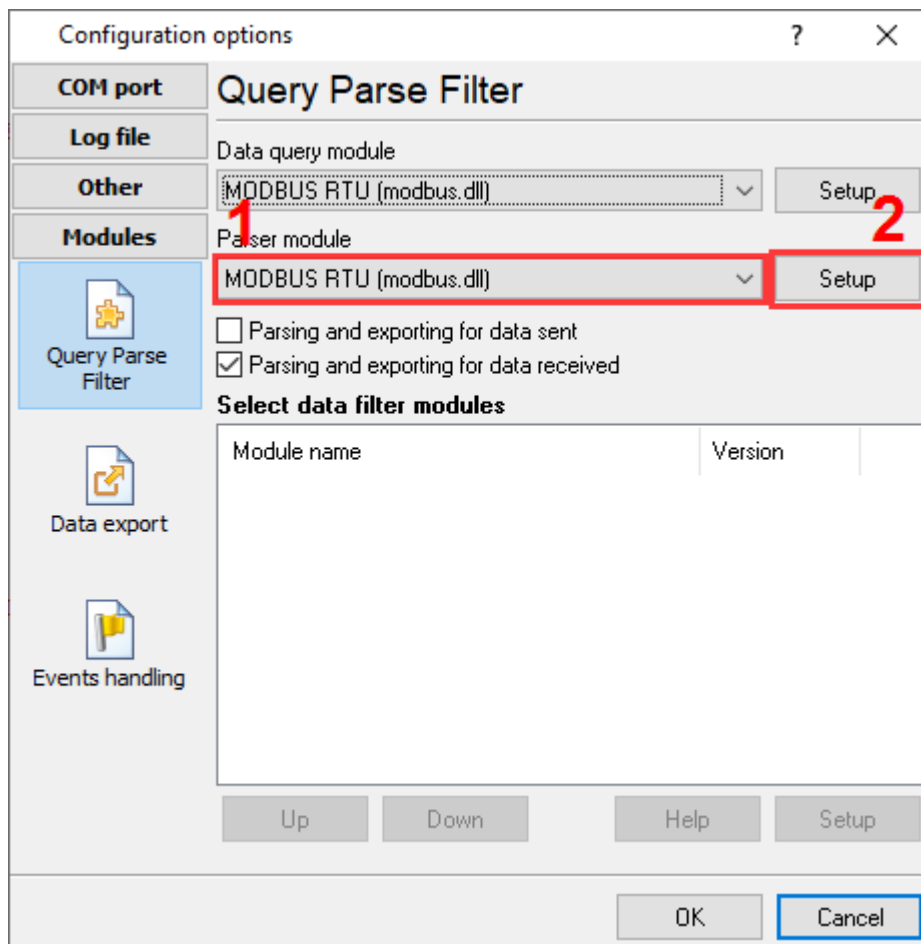 Configuration options
?
COM port
Log file
Other
Modules
Query Parse
Filter
Data export
Events handling
Query Parse Filter
Data query module
MODBUS RTU (modbus.dll)
Setup
1
2
Parser module
MODBUS RTU (modbus.dll)
Setup
Parsing and exporting for data sent
Parsing and exporting for data received
Select data filter modules
Module name
Version
Up
Down
Help
Setup
OK
Cancel